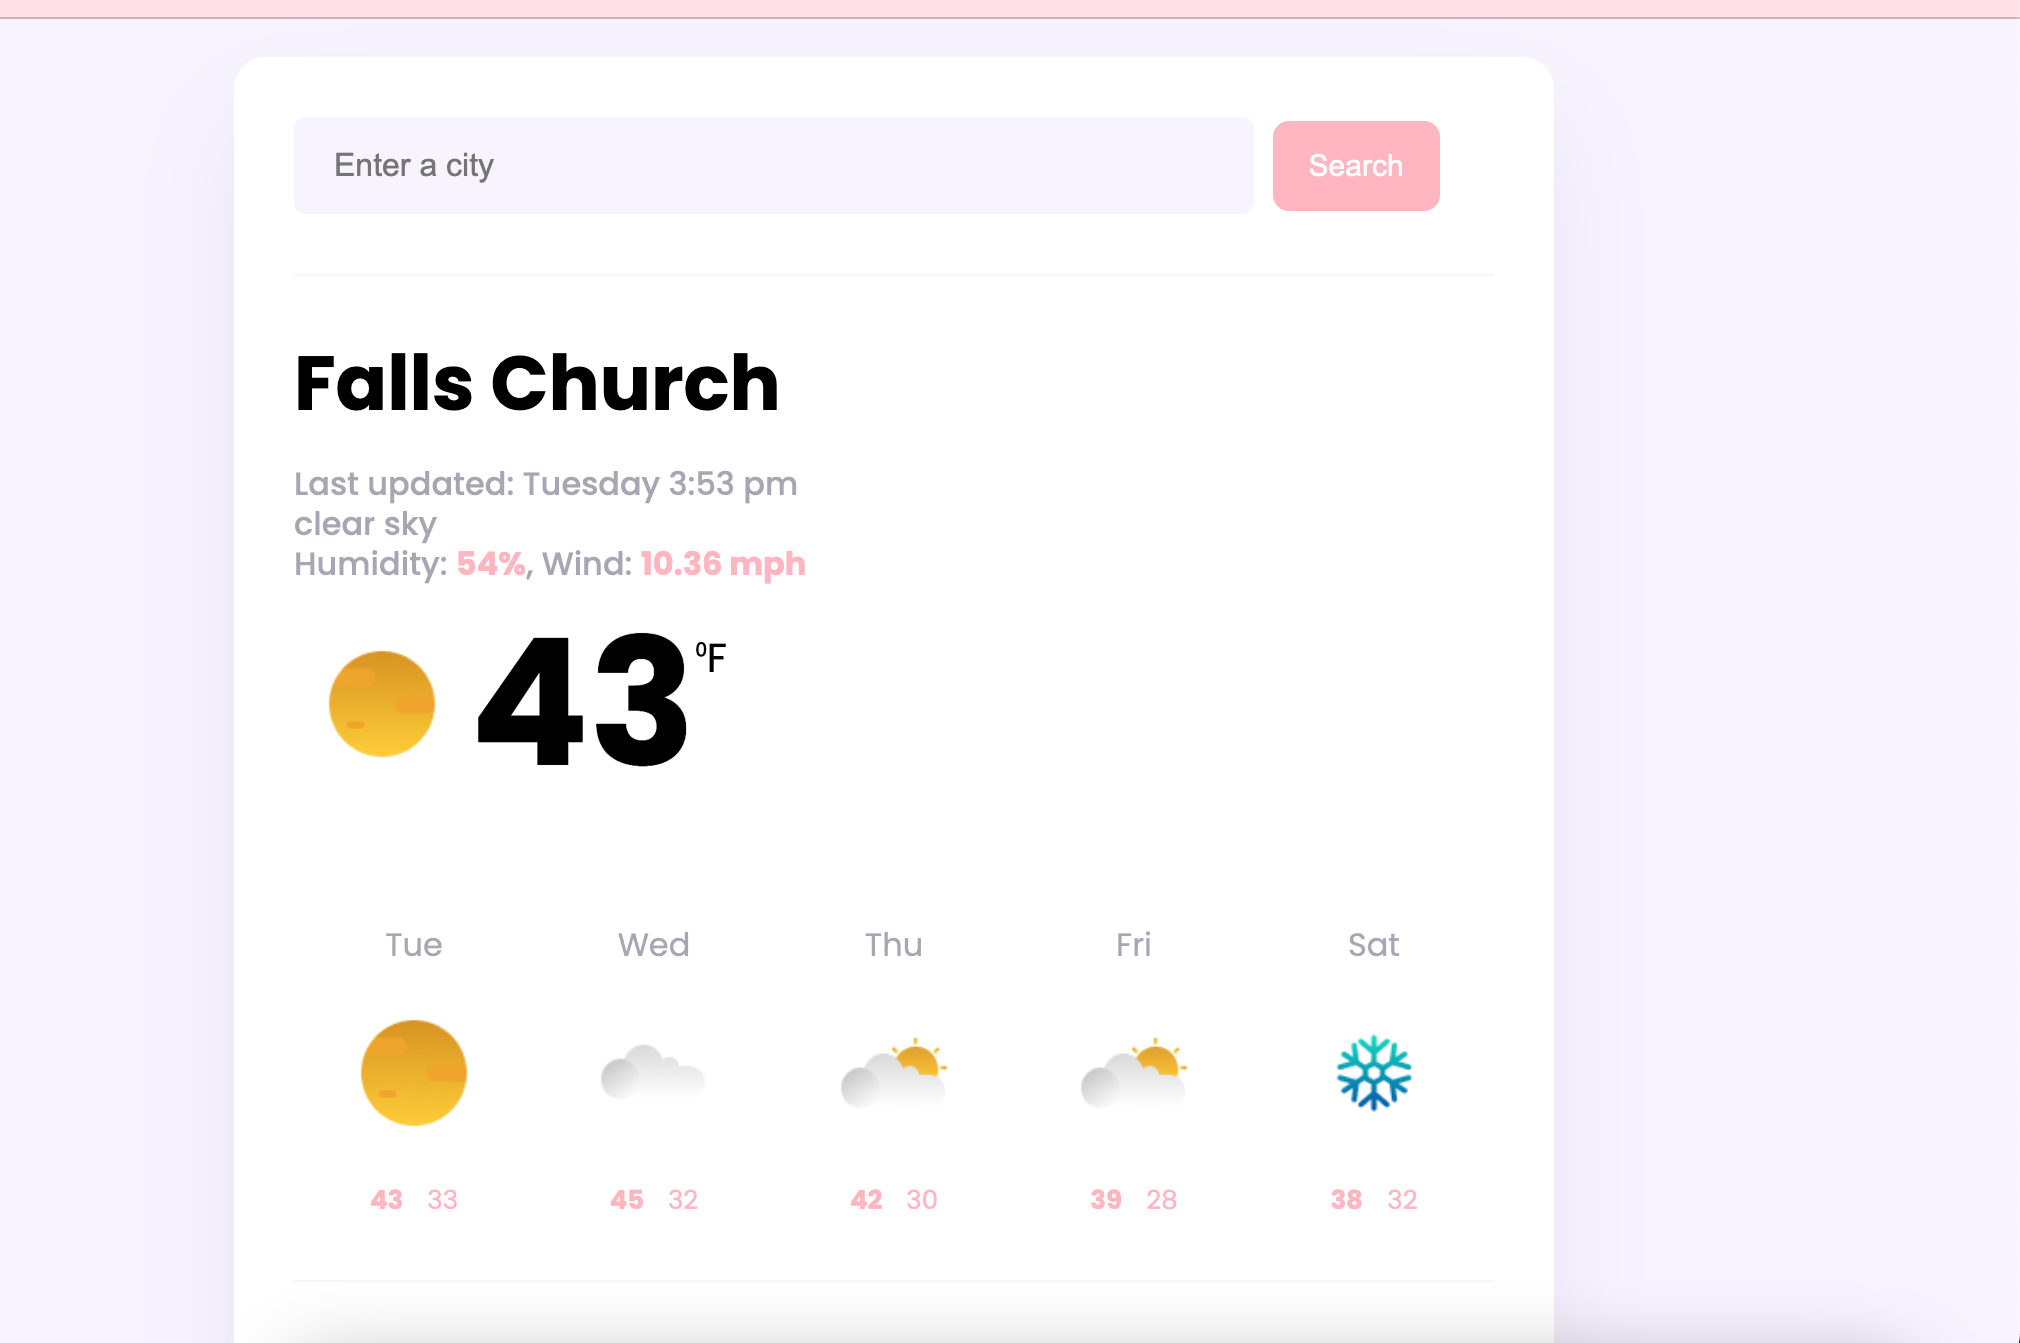 Enter a city
Search
Falls Church
Last updated: Tuesday 3:53 pm
clear sky
Humidity: 54%, Wind: 10.36 mph
43 °F
Tue Wed Thu Fri Sat
43 33 45 32 42 30 39 28 38 32